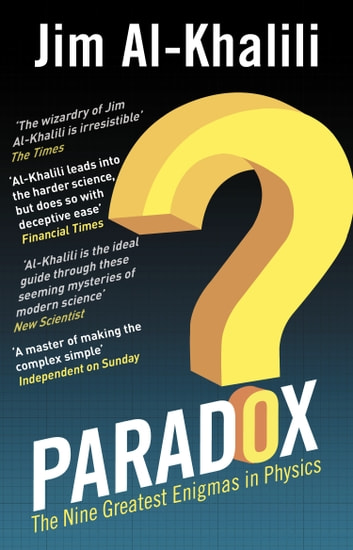 Jim Al-Khalili
‘The wizardry of Jim
Al-Khalili is irresistible’
The Times
‘Al-Khalili leads into
the harder science,
but does so with
deceptive ease’
Financial Times
‘Al-Khalili is the ideal
guide through these
seeming mysteries of
modern science’
New Scientist
‘A master of making the
complex simple’
Independent on Sunday
?
PARADOX
The Nine Greatest Enigmas in Physics